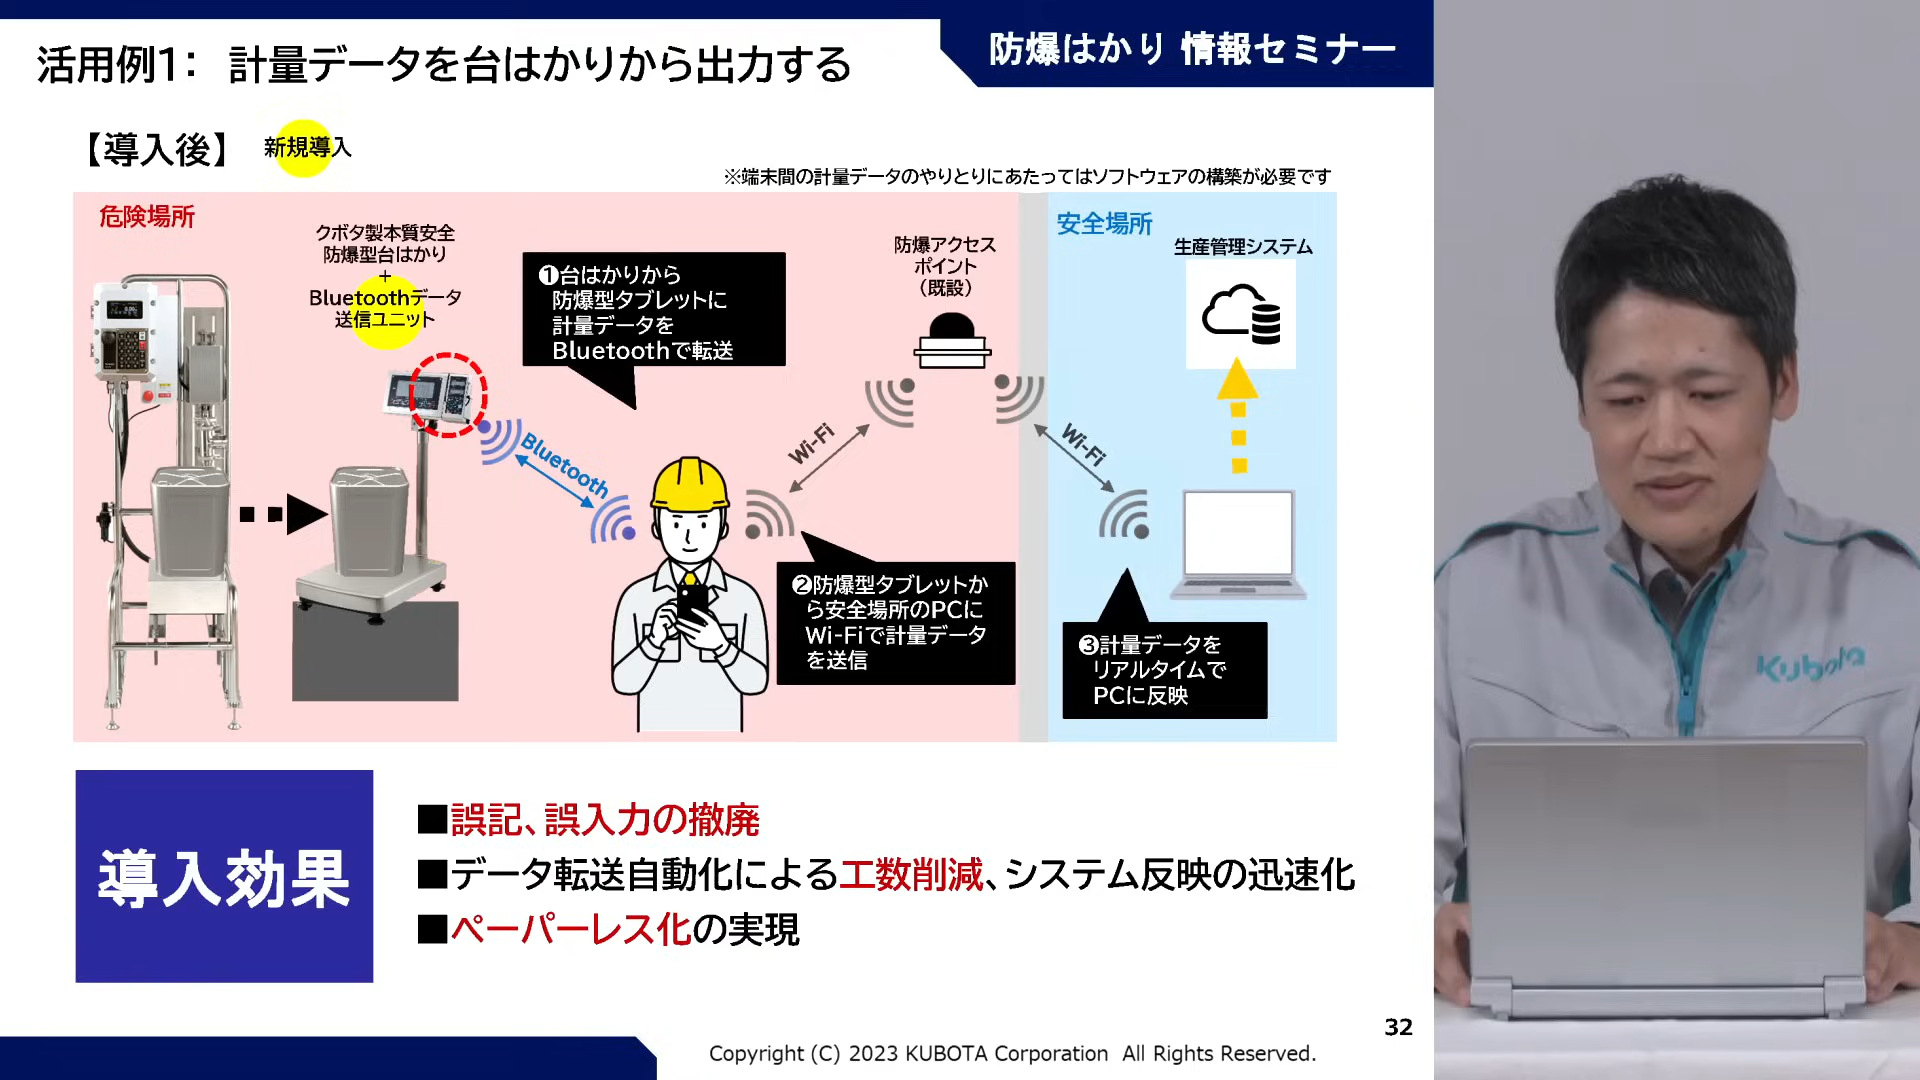 活用例1： 計量データを台はかりから出力する
防爆はかり 情報セミナー
【導入後】 新規導入
※端末間の計量データのやりとりにあたってはソフトウェアの構築が必要です
危険場所
クボタ製本質安全
防爆型台はかり
+
Bluetoothデータ
送信ユニット
❶台はかりから
防爆型タブレットに
計量データを
Bluetoothで転送
防爆アクセス
ポイント
（既設）
安全場所
生産管理システム
Bluetooth
Wi-Fi
Wi-Fi
❷防爆型タブレットか
ら安全場所のPCに
Wi-Fiで計量データ
を送信
❸計量データを
リアルタイムで
PCに反映
導入効果
■誤記、誤入力の撤廃
■データ転送自動化による工数削減、システム反映の迅速化
■ペーパーレス化の実現
32
Copyright (C) 2023 KUBOTA Corporation All Rights Reserved.
Kubota